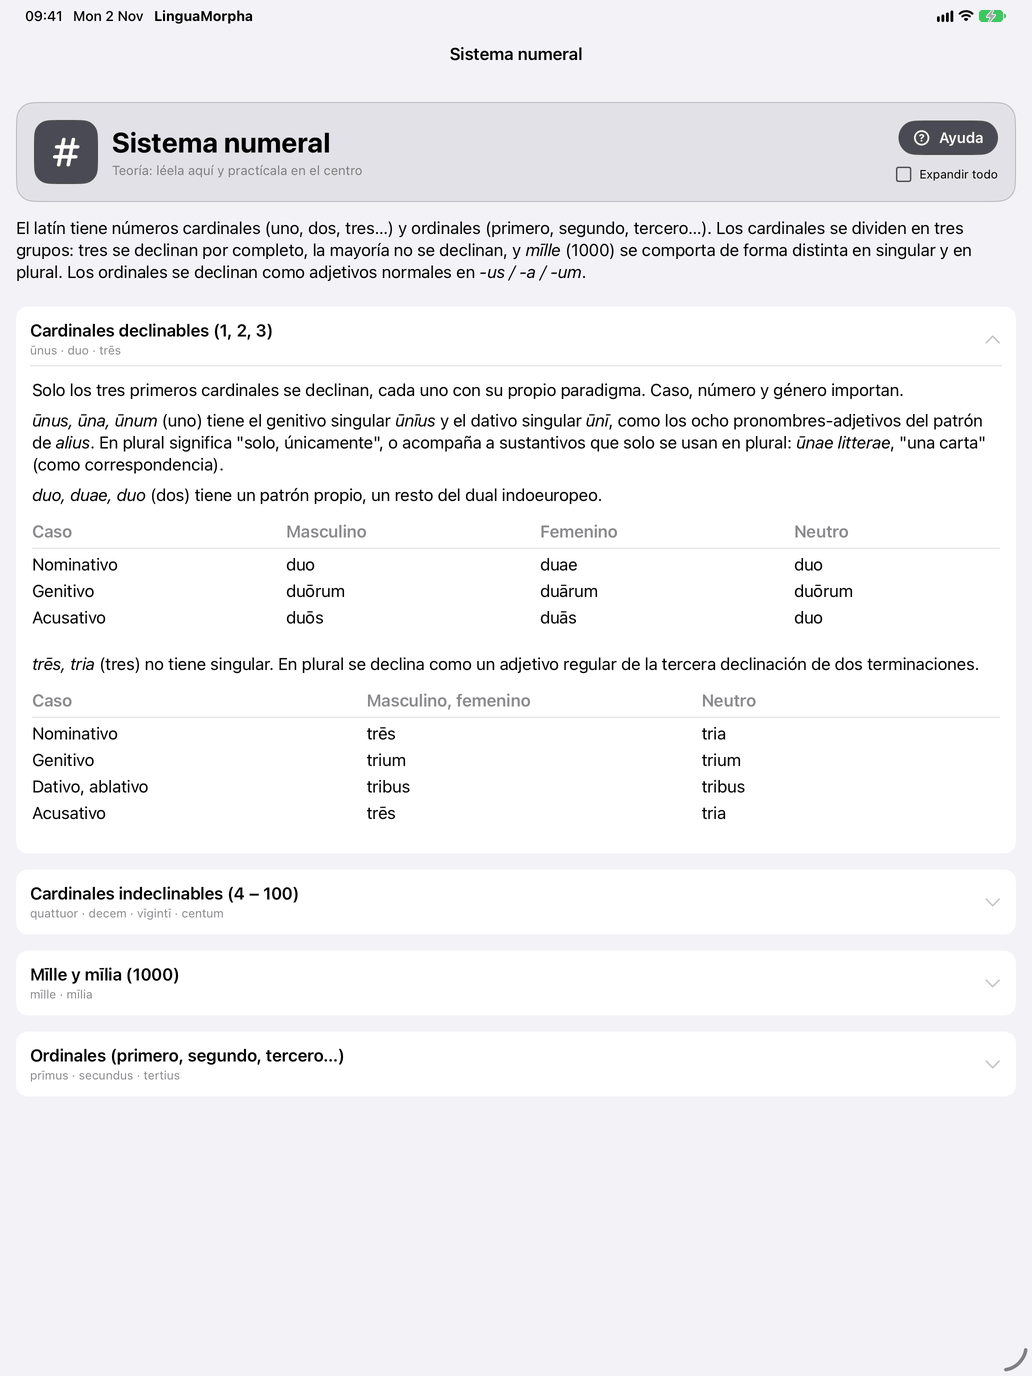 09:41 Mon 2 Nov LinguaMorpha
Sistema numeral
#
Sistema numeral
Teoría: léela aquí y practícala en el centro
Ayuda
Expandir todo
El latín tiene números cardinales (uno, dos, tres...) y ordinales (primero, segundo, tercero...). Los cardinales se dividen en tres
grupos: tres se declinan por completo, la mayoría no se declinan, y mīlle (1000) se comporta de forma distinta en singular y en
plural. Los ordinales se declinan como adjetivos normales en -us / -a / -um.
Cardinales declinables (1, 2, 3)
ūnus · duo · trēs
Solo los tres primeros cardinales se declinan, cada uno con su propio paradigma. Caso, número y género importan.
ūnus, ūna, ūnum (uno) tiene el genitivo singular ūnīus y el dativo singular ūnī, como los ocho pronombres-adjetivos del patrón
de alius. En plural significa "solo, únicamente", o acompaña a sustantivos que solo se usan en plural: ūnae litterae, "una carta"
(como correspondencia).
duo, duae, duo (dos) tiene un patrón propio, un resto del dual indoeuropeo.
Caso Masculino Femenino Neutro
Nominativo duo duae duo
Genitivo duōrum duārum duōrum
Acusativo duōs duās duo
trēs, tria (tres) no tiene singular. En plural se declina como un adjetivo regular de la tercera declinación de dos terminaciones.
Caso Masculino, femenino Neutro
Nominativo trēs tria
Genitivo trium trium
Dativo, ablativo tribus tribus
Acusativo trēs tria
Cardinales indeclinables (4 – 100)
quattuor · decem · vīgintī · centum
Mīlle y mīlia (1000)
mīlle · mīlia
Ordinales (primero, segundo, tercero...)
prīmus · secundus · tertius